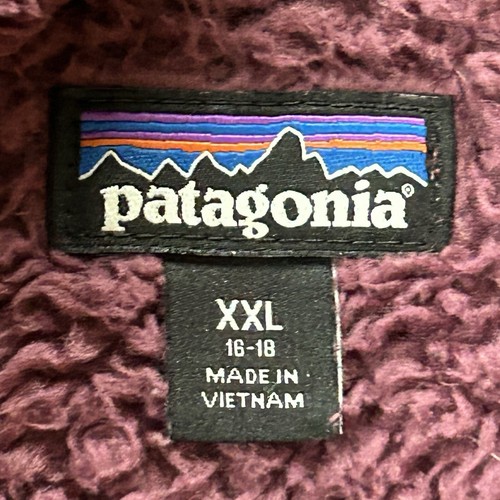 patagonia®
XXL
16-18
MADE IN
VIETNAM